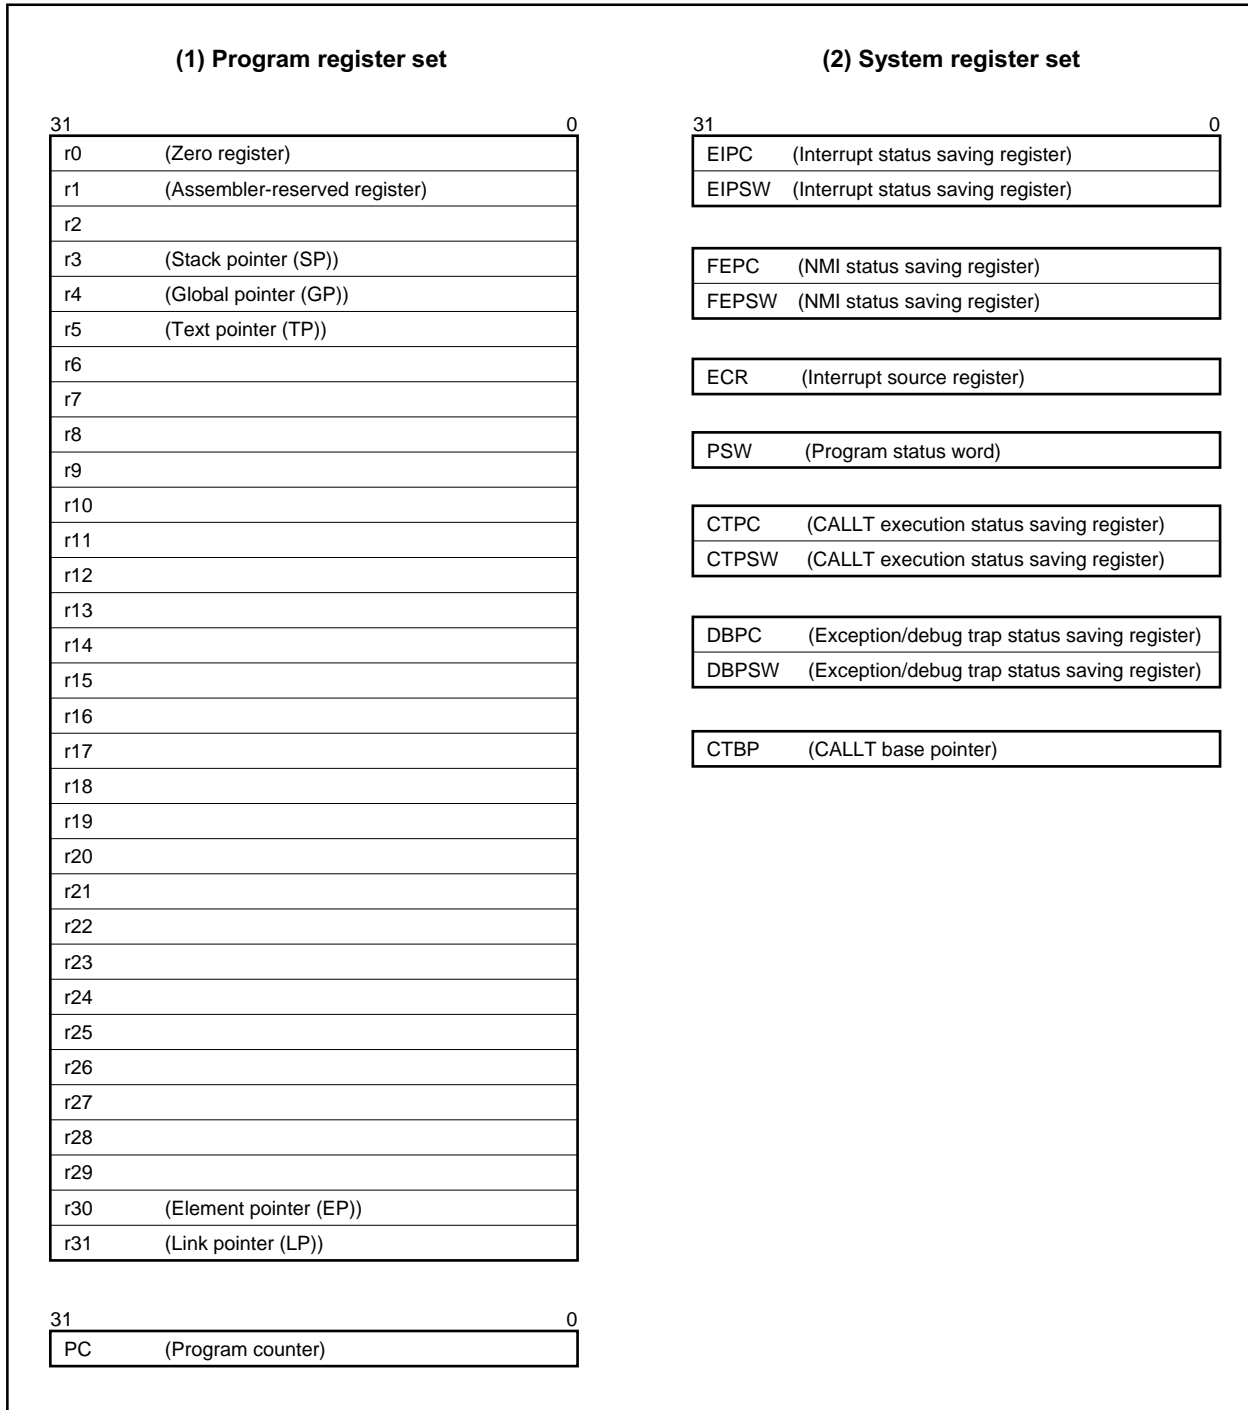 (1) Program register set
31 0
r0 (Zero register)
r1 (Assembler-reserved register)
r2
r3 (Stack pointer (SP))
r4 (Global pointer (GP))
r5 (Text pointer (TP))
r6
r7
r8
r9
r10
r11
r12
r13
r14
r15
r16
r17
r18
r19
r20
r21
r22
r23
r24
r25
r26
r27
r28
r29
r30 (Element pointer (EP))
r31 (Link pointer (LP))
31 0
PC (Program counter)
(2) System register set
31 0
EIPC (Interrupt status saving register)
EIPSW (Interrupt status saving register)
FEPC (NMI status saving register)
FEPSW (NMI status saving register)
ECR (Interrupt source register)
PSW (Program status word)
CTPC (CALLT execution status saving register)
CTPSW (CALLT execution status saving register)
DBPC (Exception/debug trap status saving register)
DBPSW (Exception/debug trap status saving register)
CTBP (CALLT base pointer)